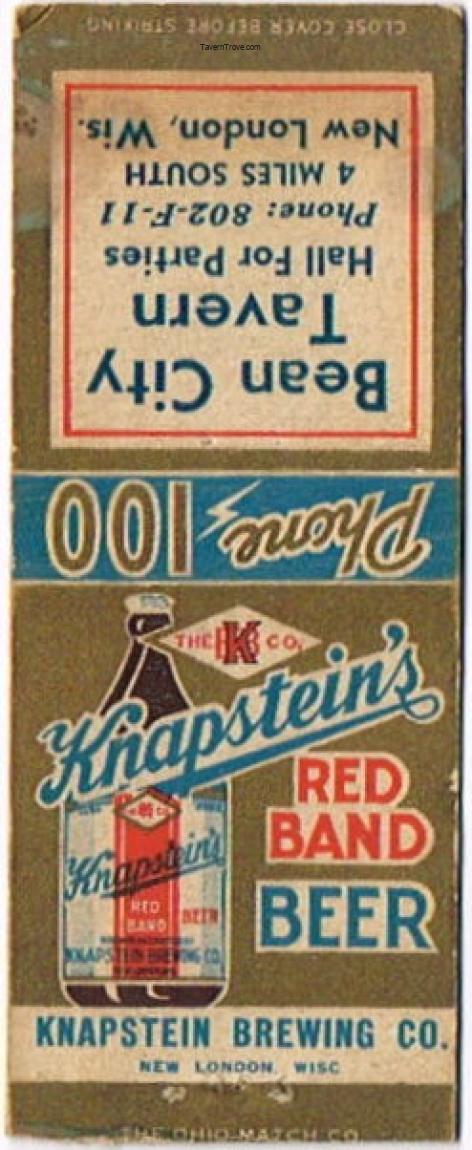 CLOSE COVER BEFORE STRIKING
TavernTrove.com
Bean City
Tavern
Hall For Parties
Phone: 802-F-11
4 MILES SOUTH
New London, Wis.
Phone 100
THE KBB CO.
Knapstein's
RED
BAND
BEER
Knapstein's
RED
BAND
BEER
KNAPSTEIN BREWING CO.
KNAPSTEIN BREWING CO.
NEW LONDON, WISC
THE OHIO MATCH CO.